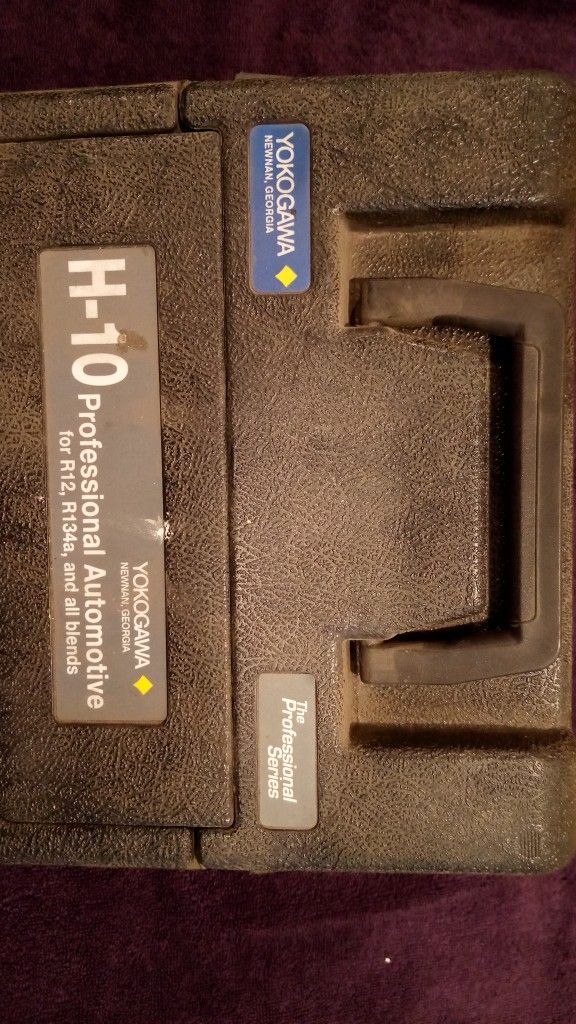 YOKOGAWA
NEWNAN, GEORGIA
H-10 Professional Automotive
for R12, R134a, and all blends
YOKOGAWA
NEWNAN, GEORGIA
The
Professional
Series